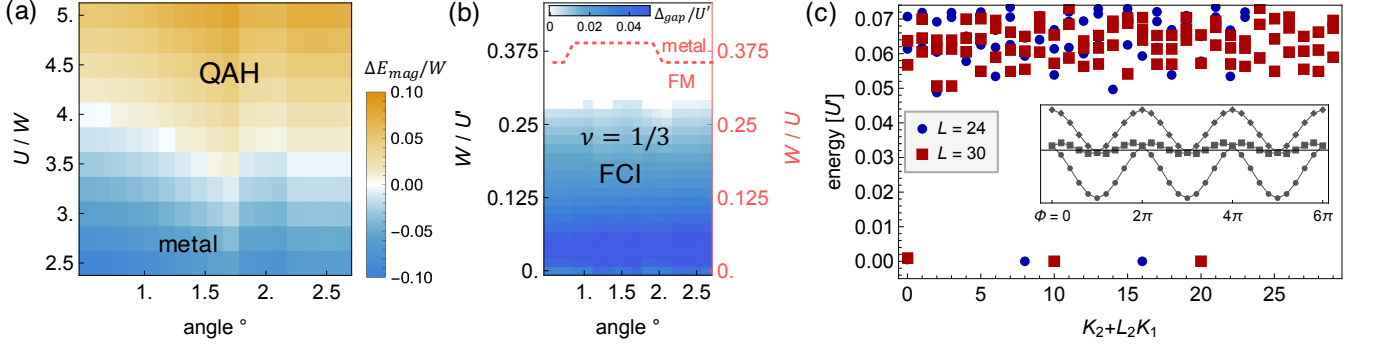 (a)
5.
4.5
4.
3.5
3.
2.5
U / W
QAH
metal
1.
1.5
2.
2.5
angle °
ΔE_mag/W
0.10
0.05
0.00
−0.05
−0.10
(b)
Δ_gap/U'
0
0.04
0.375
0.25
0.125
0.
W / U'
metal
FM
ν = 1/3
FCI
0.375
0.25
0.125
0.
W / U
1.
1.5
2.
2.5
angle °
(c)
0.07
0.06
0.05
0.04
0.03
0.02
0.01
0.00
energy [U']
L = 24
L = 30
Φ = 0
2π
4π
6π
0
5
10
15
20
25
K₂+L₂K₁